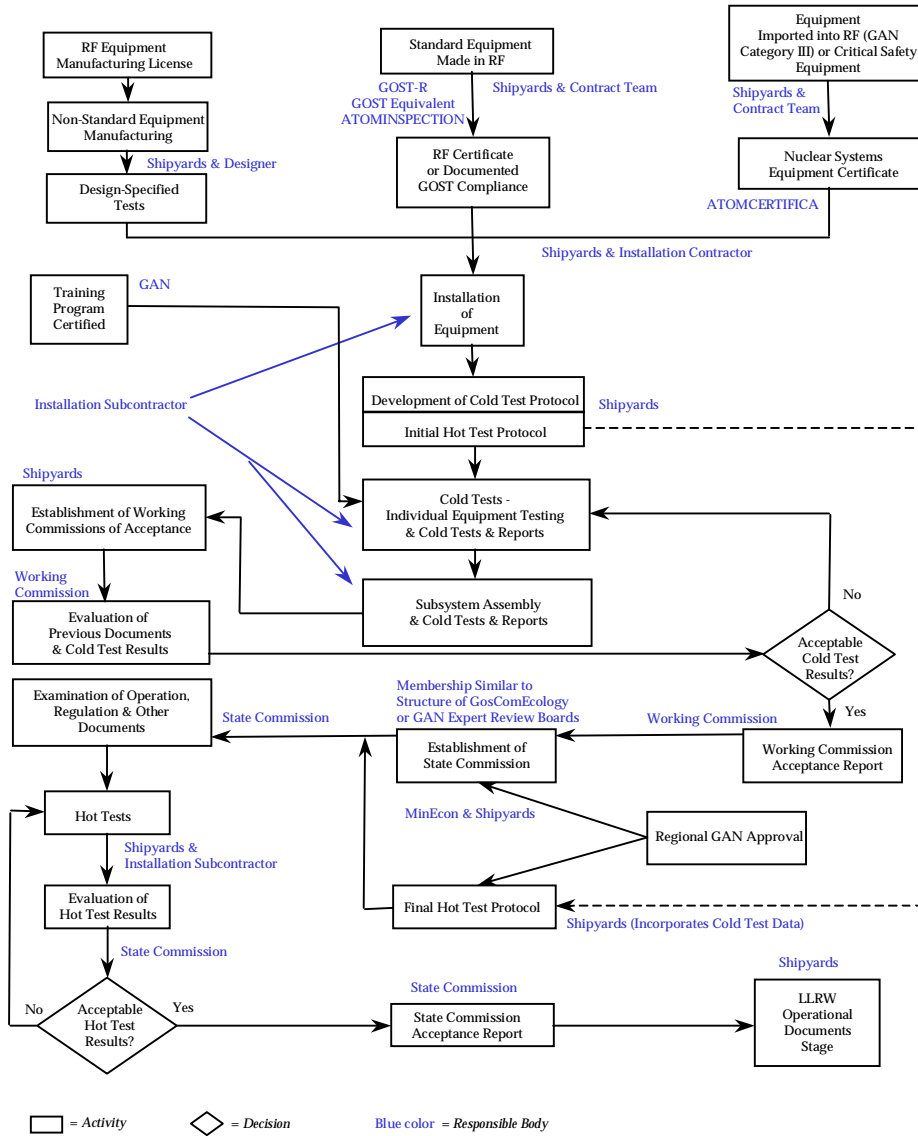 RF Equipment
Manufacturing License
Standard Equipment
Made in RF
Equipment
Imported into RF (GAN
Category III) or Critical Safety
Equipment
GOST-R
GOST Equivalent
ATOMINSPECTION
Shipyards & Contract Team
Shipyards &
Contract Team
Non-Standard Equipment
Manufacturing
Shipyards & Designer
RF Certificate
or Documented
GOST Compliance
Nuclear Systems
Equipment Certificate
Design-Specified
Tests
ATOMCERTIFICA
Shipyards & Installation Contractor
Training
Program
Certified
GAN
Installation
of
Equipment
Installation Subcontractor
Development of Cold Test Protocol
Shipyards
Initial Hot Test Protocol
Shipyards
Establishment of Working
Commissions of Acceptance
Cold Tests -
Individual Equipment Testing
& Cold Tests & Reports
Working
Commission
Evaluation of
Previous Documents
& Cold Test Results
Subsystem Assembly
& Cold Tests & Reports
No
Acceptable
Cold Test
Results?
Yes
Examination of Operation,
Regulation & Other
Documents
State Commission
Membership Similar to
Structure of GosComEcology
or GAN Expert Review Boards
Establishment of
State Commission
Working Commission
Working Commission
Acceptance Report
Hot Tests
MinEcon & Shipyards
Regional GAN Approval
Shipyards &
Installation Subcontractor
Evaluation of
Hot Test Results
Final Hot Test Protocol
Shipyards (Incorporates Cold Test Data)
State Commission
No
Acceptable
Hot Test
Results?
Yes
State Commission
State Commission
Acceptance Report
Shipyards
LLRW
Operational
Documents
Stage
= Activity
= Decision
Blue color = Responsible Body